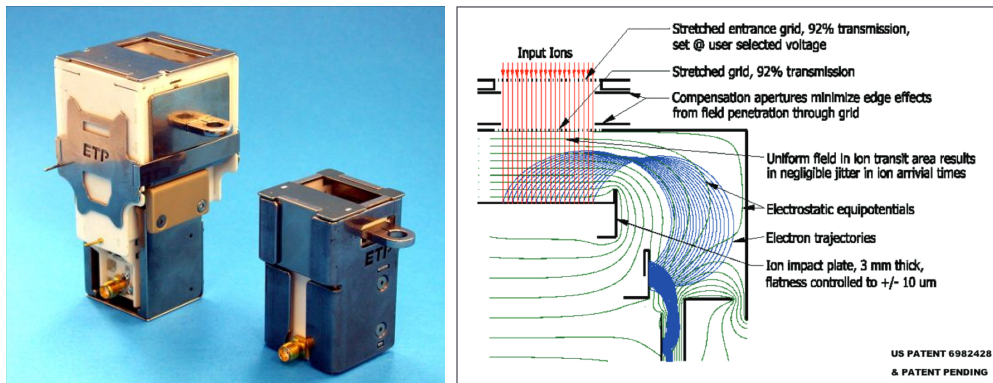 ETP
ETP
Input Ions
Stretched entrance grid, 92% transmission,
set @ user selected voltage
Stretched grid, 92% transmission
Compensation apertures minimize edge effects
from field penetration through grid
Uniform field in ion transit area results
in negligible jitter in ion arrival times
Electrostatic equipotentials
Electron trajectories
Ion impact plate, 3 mm thick,
flatness controlled to +/- 10 um
US PATENT 6982428
& PATENT PENDING